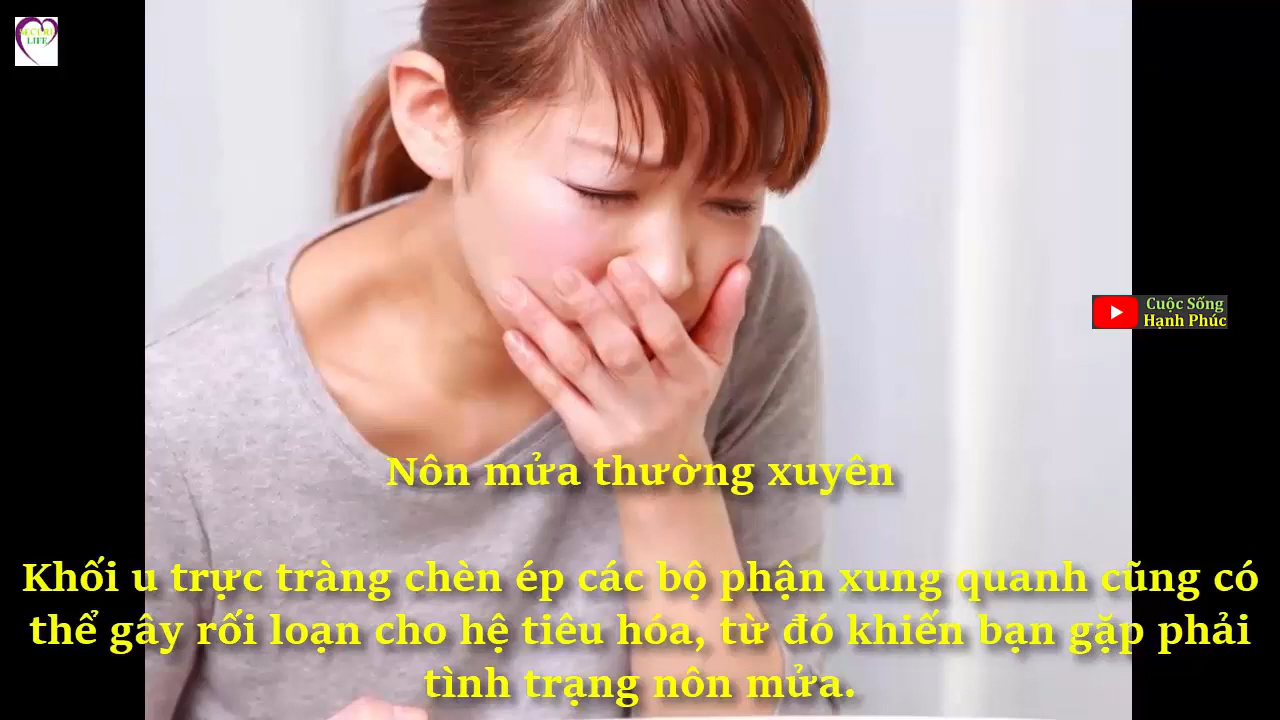 LIFE
Cuộc Sống
Hạnh Phúc
Nôn mửa thường xuyên
Khối u trực tràng chèn ép các bộ phận xung quanh cũng có
thể gây rối loạn cho hệ tiêu hóa, từ đó khiến bạn gặp phải
tình trạng nôn mửa.